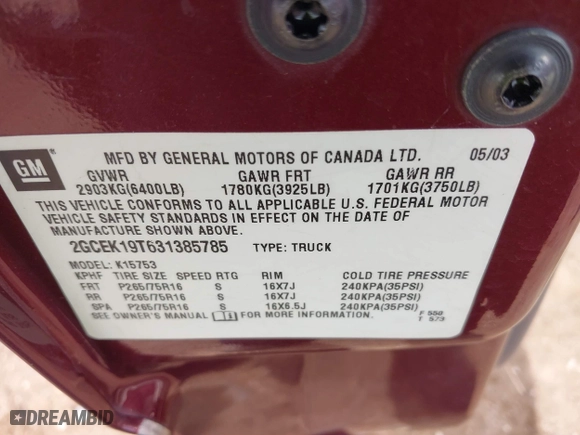 GM
MFD BY GENERAL MOTORS OF CANADA LTD. 05/03
GVWR GAWR FRT GAWR RR
2903KG(6400LB) 1780KG(3925LB) 1701KG(3750LB)
THIS VEHICLE CONFORMS TO ALL APPLICABLE U.S. FEDERAL MOTOR
VEHICLE SAFETY STANDARDS IN EFFECT ON THE DATE OF
MANUFACTURE SHOWN ABOVE.
2GCEK19T631385785 TYPE: TRUCK
MODEL: K15753
KPHF TIRE SIZE SPEED RTG RIM COLD TIRE PRESSURE
FRT P265/75R16 S 16X7J 240KPA(35PSI)
RR P265/75R16 S 16X7J 240KPA(35PSI)
SPA P265/75R16 S 16X6.5J 240KPA(35PSI)
SEE OWNER'S MANUAL FOR MORE INFORMATION.
F 550
T 573
DREAMBID